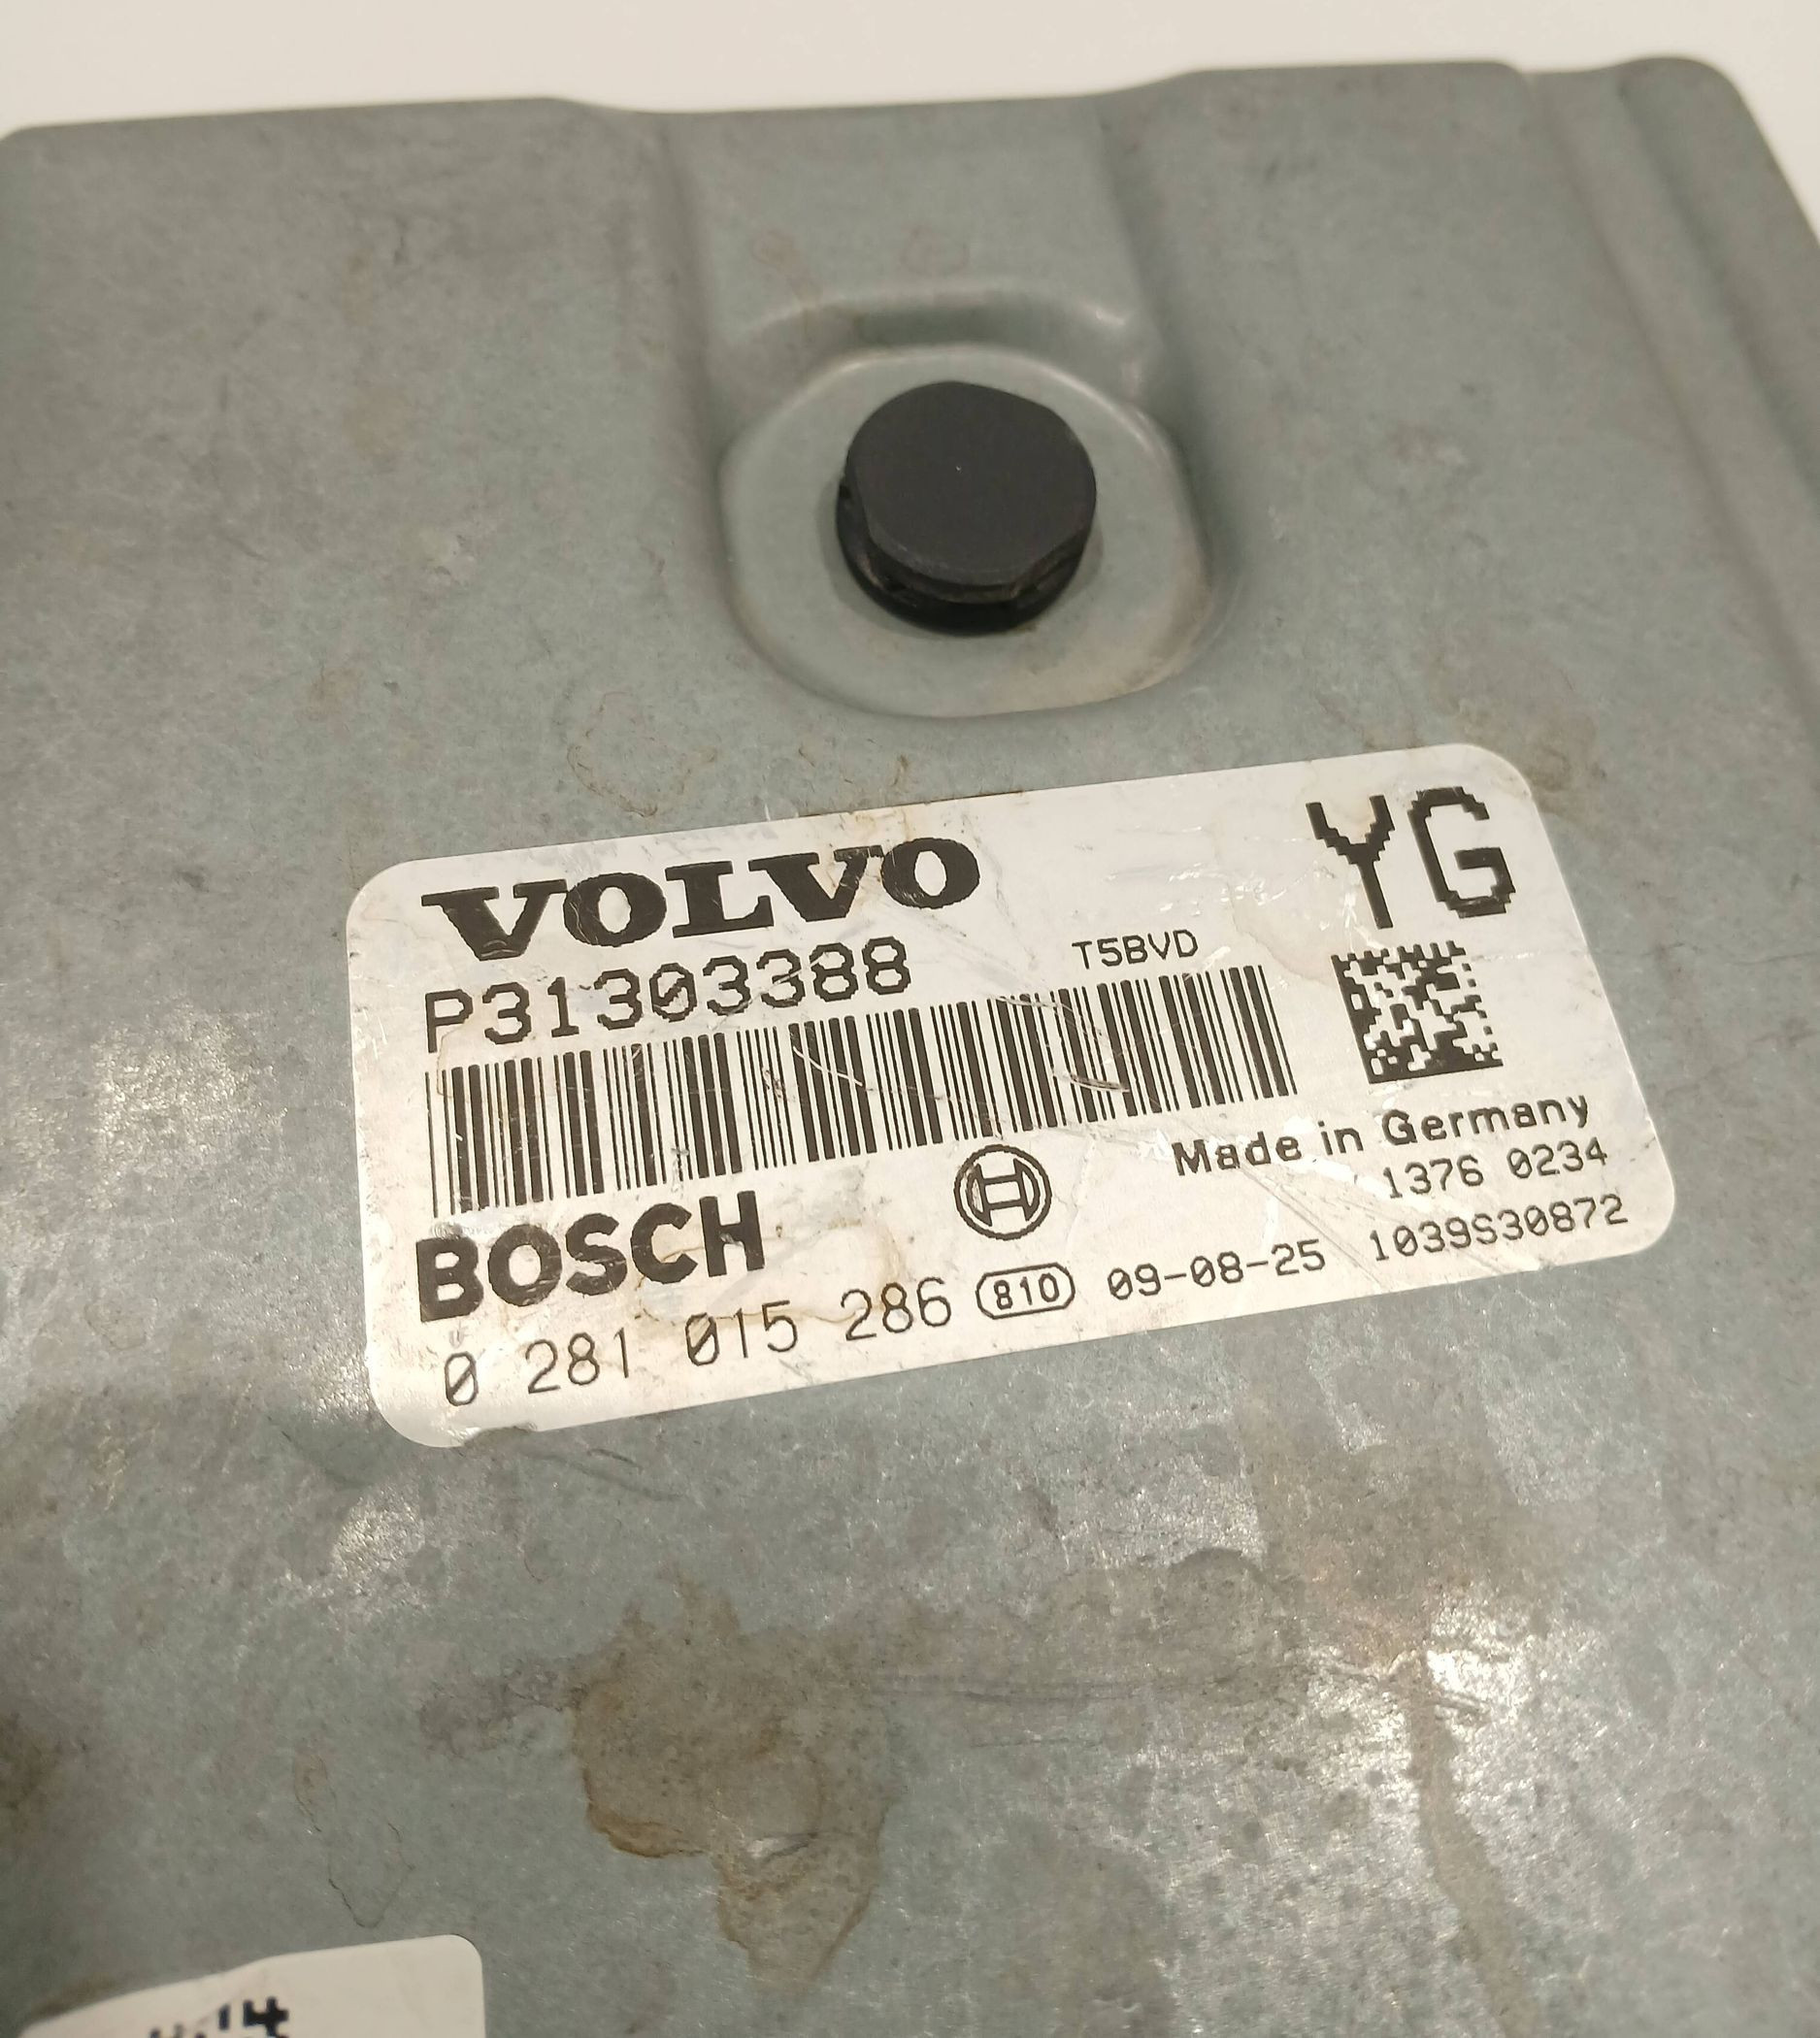 VOLVO
YG
P31303388
T5BVD
Made in Germany
1376 0234
BOSCH
0 281 015 286 810 09-08-25 1039S30872